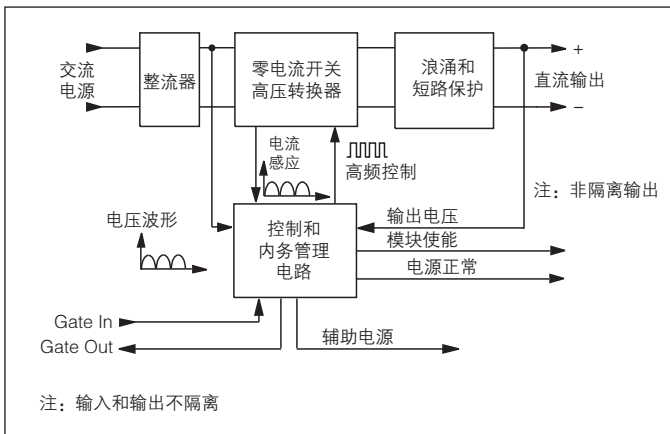 交流
电源
整流器
零电流开关
高压转换器
浪涌和
短路保护
+
直流输出
−
电流
感应
高频控制
注：非隔离输出
电压波形
控制和
内务管理
电路
输出电压
模块使能
电源正常
Gate In
Gate Out
辅助电源
注：输入和输出不隔离